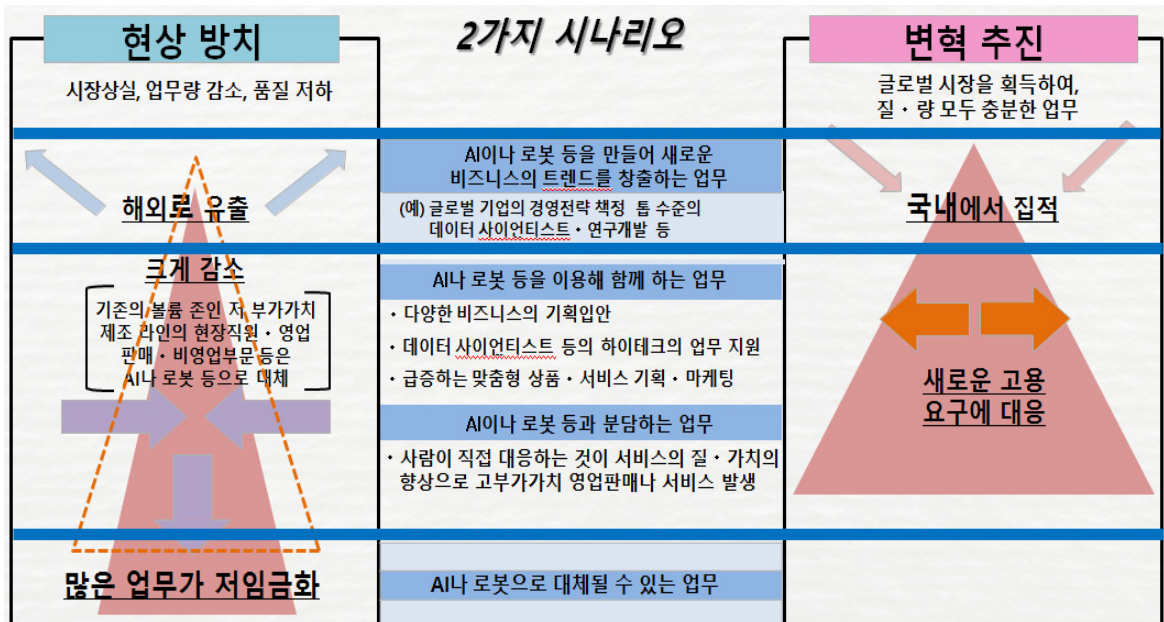 2가지 시나리오
현상 방치
시장상실, 업무량 감소, 품질 저하
해외로 유출
크게 감소
기존의 볼륨 존인 저 부가가치
제조 라인의 현장직원・영업
판매・비영업부문 등은
AI나 로봇 등으로 대체
많은 업무가 저임금화
AI이나 로봇 등을 만들어 새로운
비즈니스의 트렌드를 창출하는 업무
(예) 글로벌 기업의 경영전략 책정 톱 수준의
데이터 사이언티스트・연구개발 등
AI나 로봇 등을 이용해 함께 하는 업무
・다양한 비즈니스의 기획입안
・데이터 사이언티스트 등의 하이테크의 업무 지원
・급증하는 맞춤형 상품・서비스 기획・마케팅
AI이나 로봇 등과 분담하는 업무
・사람이 직접 대응하는 것이 서비스의 질・가치의
향상으로 고부가가치 영업판매나 서비스 발생
AI나 로봇으로 대체될 수 있는 업무
변혁 추진
글로벌 시장을 획득하여,
질・량 모두 충분한 업무
국내에서 집적
새로운 고용
요구에 대응